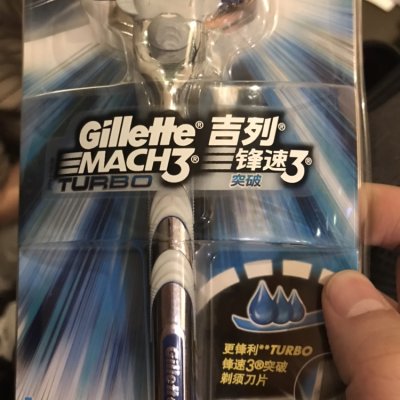 Gillette® 吉列®
MACH3® 锋速3®
TURBO 突破
更锋利**TURBO
锋速3®突破
剃须刀片
Gillette